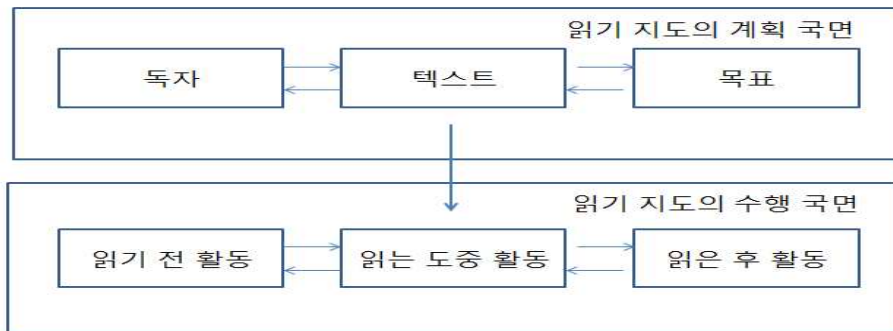 읽기 지도의 계획 국면
독자
텍스트
목표
읽기 지도의 수행 국면
읽기 전 활동
읽는 도중 활동
읽은 후 활동